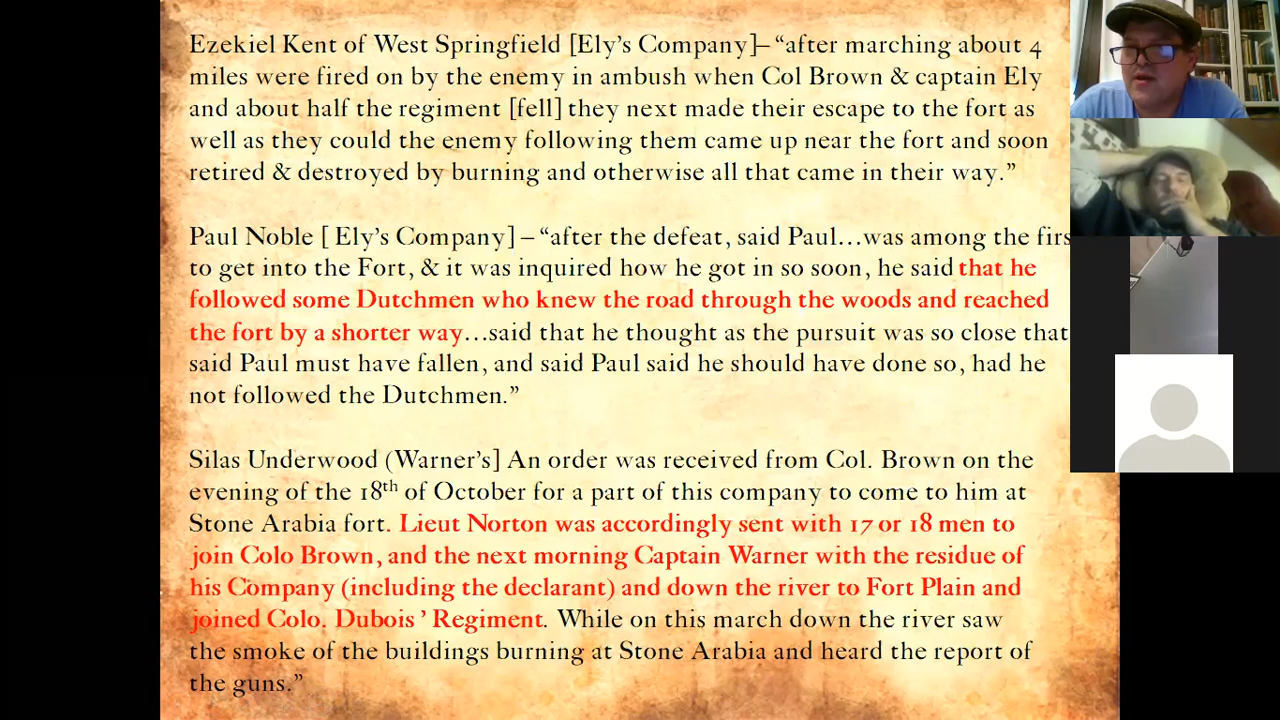 Ezekiel Kent of West Springfield [Ely's Company]– "after marching about 4
miles were fired on by the enemy in ambush when Col Brown & captain Ely
and about half the regiment [fell] they next made their escape to the fort as
well as they could the enemy following them came up near the fort and soon
retired & destroyed by burning and otherwise all that came in their way."
Paul Noble [ Ely's Company] – "after the defeat, said Paul...was among the firs
to get into the Fort, & it was inquired how he got in so soon, he said that he
followed some Dutchmen who knew the road through the woods and reached
the fort by a shorter way...said that he thought as the pursuit was so close that
said Paul must have fallen, and said Paul said he should have done so, had he
not followed the Dutchmen."
Silas Underwood (Warner's] An order was received from Col. Brown on the
evening of the 18th of October for a part of this company to come to him at
Stone Arabia fort. Lieut Norton was accordingly sent with 17 or 18 men to
join Colo Brown, and the next morning Captain Warner with the residue of
his Company (including the declarant) and down the river to Fort Plain and
joined Colo. Dubois ' Regiment. While on this march down the river saw
the smoke of the buildings burning at Stone Arabia and heard the report of
the guns."